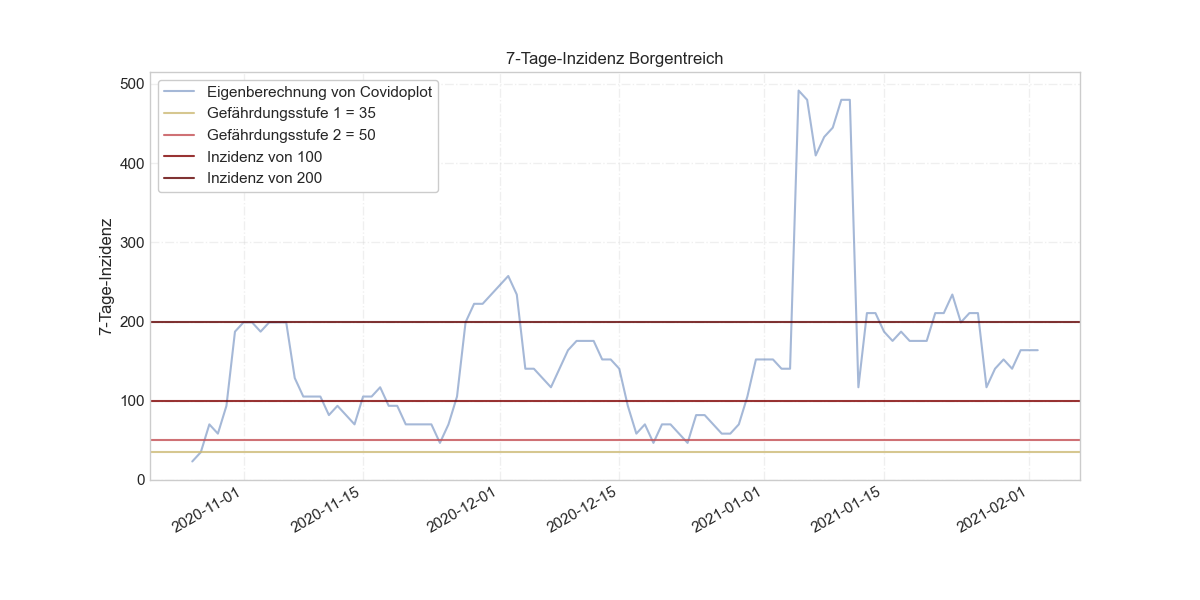 7-Tage-Inzidenz Borgentreich
500
400
300
200
100
0
7-Tage-Inzidenz
Eigenberechnung von Covidoplot
Gefährdungsstufe 1 = 35
Gefährdungsstufe 2 = 50
Inzidenz von 100
Inzidenz von 200
2020-11-01
2020-11-15
2020-12-01
2020-12-15
2021-01-01
2021-01-15
2021-02-01